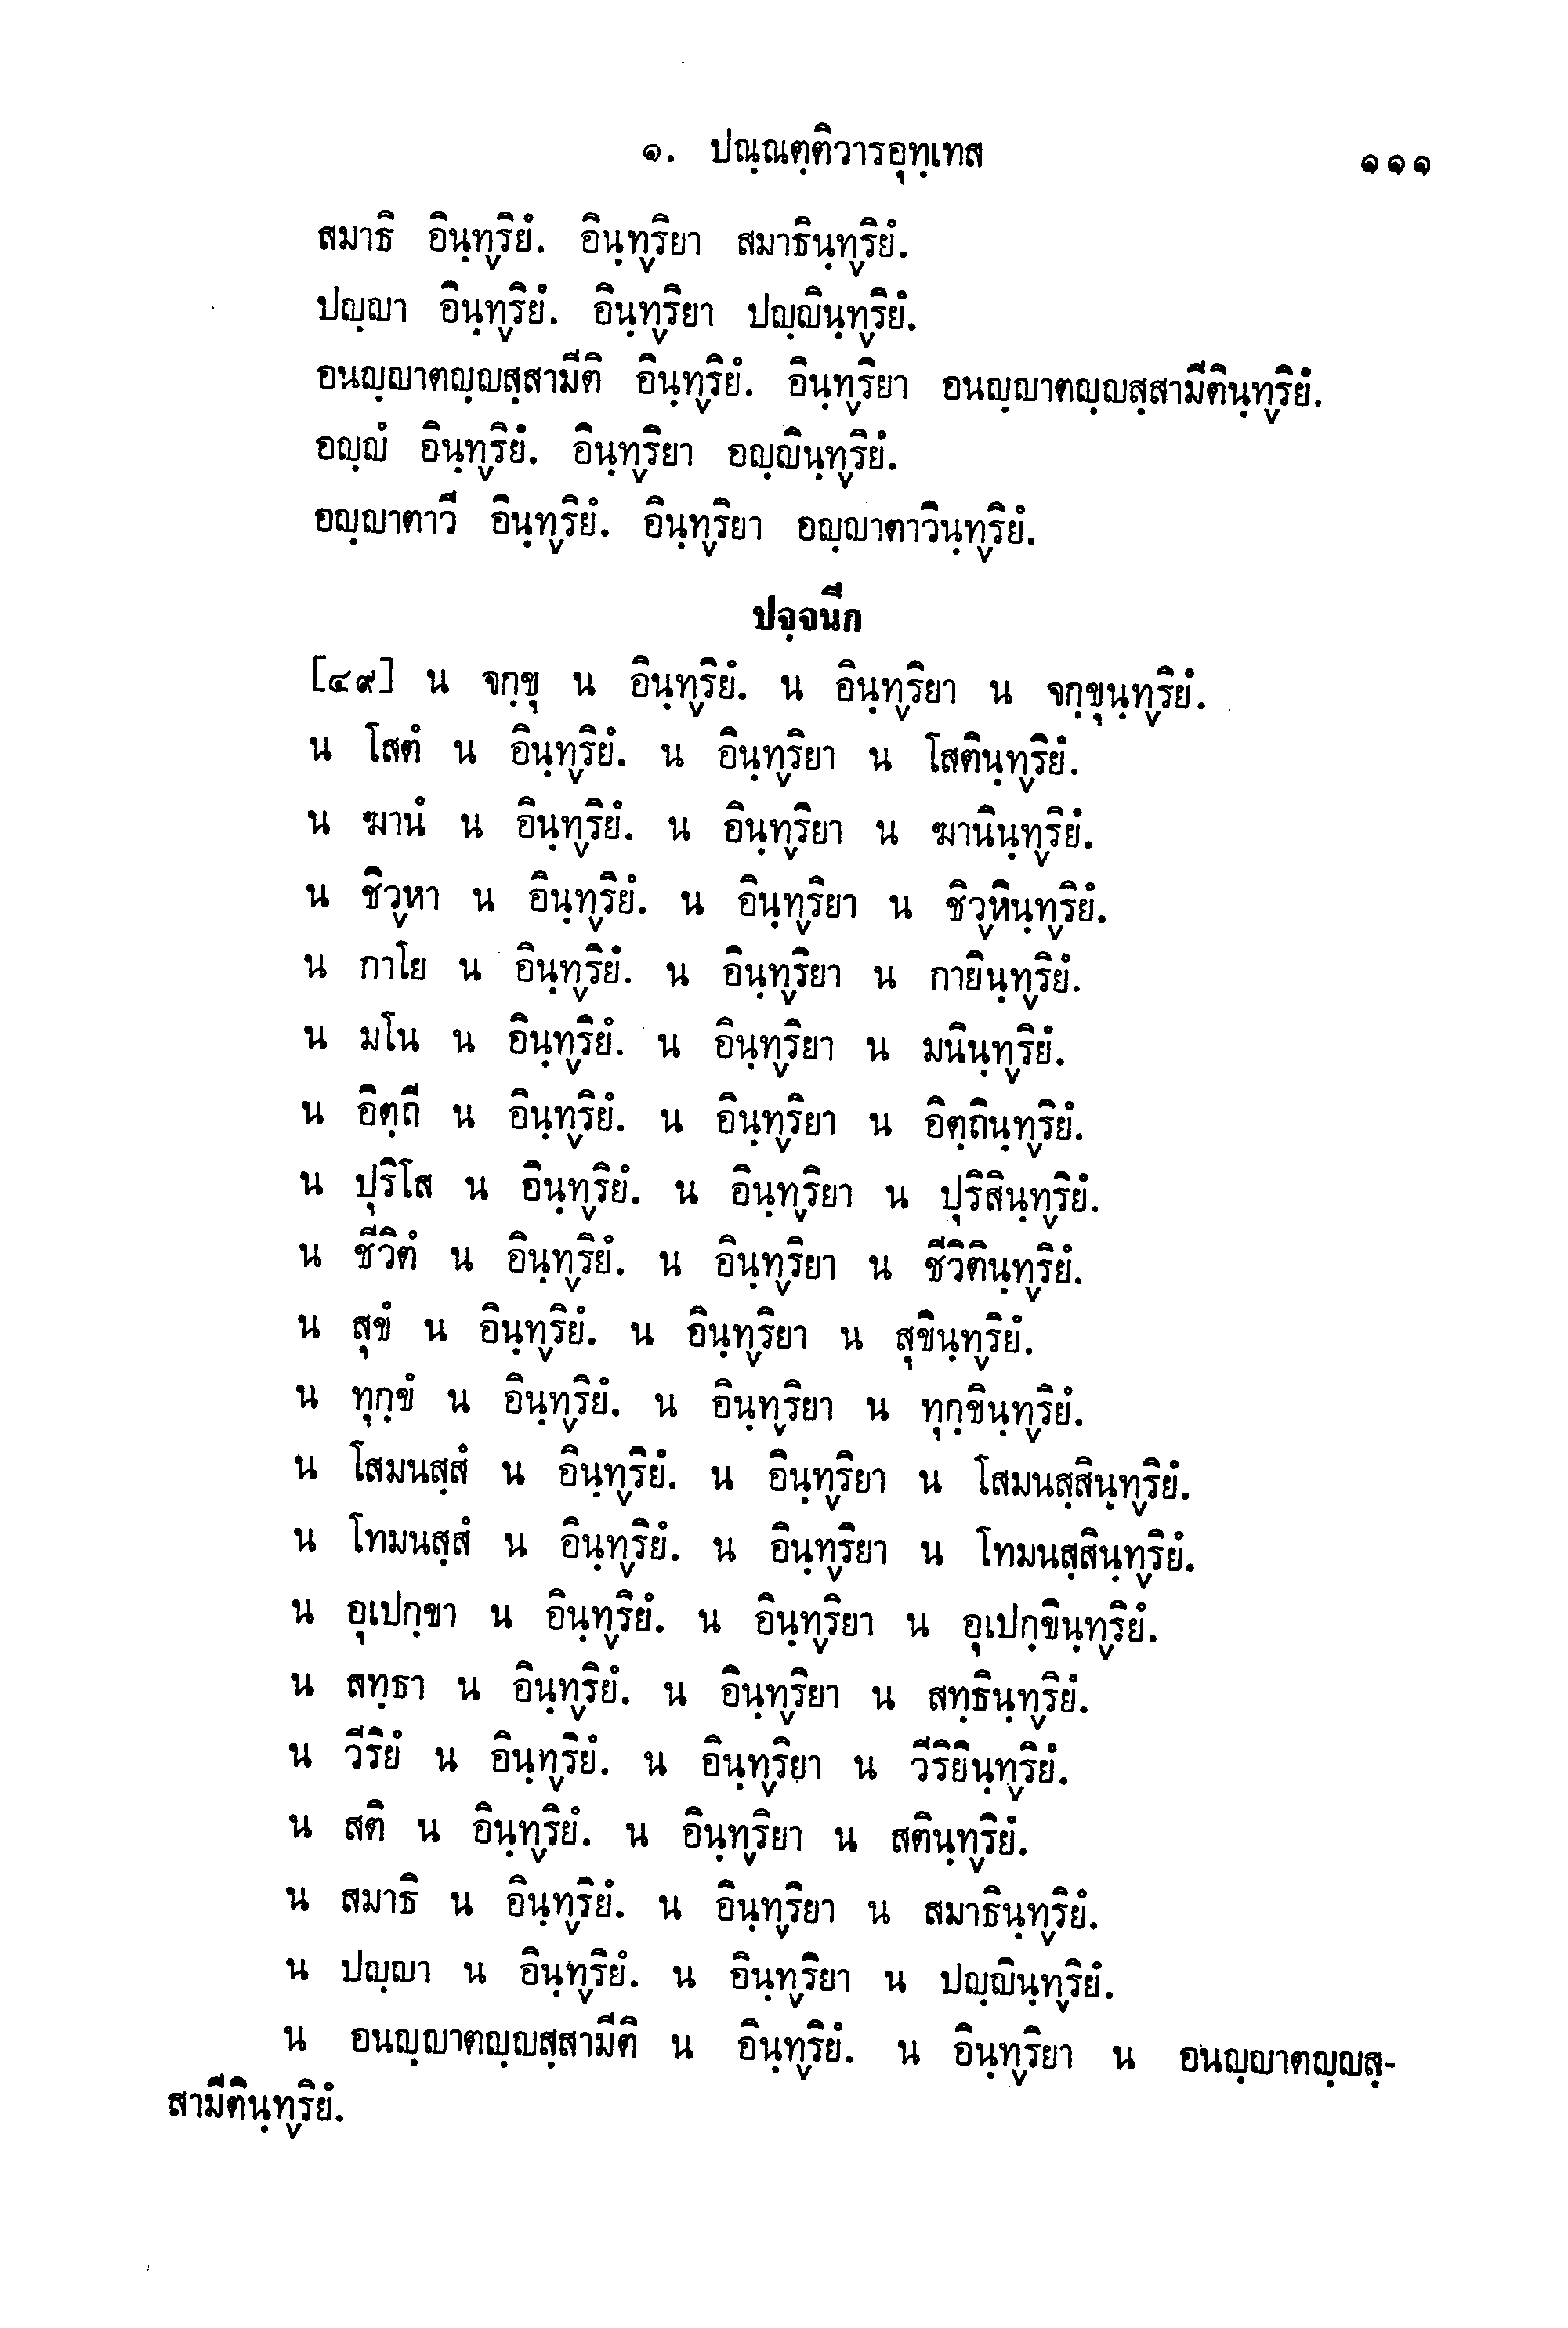 ๑. ปณฺณตฺติวารอุทฺเทส ๑๑๑
สมาธิ อินฺทฺริยํ. อินฺทฺริยา สมาธินฺทฺริยํ.
ปญฺญา อินฺทฺริยํ. อินฺทฺริยา ปญฺญินฺทฺริยํ.
อนญฺญาตญฺญสฺสามีติ อินฺทฺริยํ. อินฺทฺริยา อนญฺญาตญฺญสฺสามีตินฺทฺริยํ.
อญฺญํ อินฺทฺริยํ. อินฺทฺริยา อญฺญินฺทฺริยํ.
อญฺญาตาวี อินฺทฺริยํ. อินฺทฺริยา อญฺญาตาวินฺทฺริยํ.
ปจฺจนีก
[๔๙] น จกฺขุ น อินฺทฺริยํ. น อินฺทฺริยา น จกฺขุนฺทฺริยํ.
น โสตํ น อินฺทฺริยํ. น อินฺทฺริยา น โสตินฺทฺริยํ.
น ฆานํ น อินฺทฺริยํ. น อินฺทฺริยา น ฆานินฺทฺริยํ.
น ชิวฺหา น อินฺทฺริยํ. น อินฺทฺริยา น ชิวฺหินฺทฺริยํ.
น กาโย น อินฺทฺริยํ. น อินฺทฺริยา น กายินฺทฺริยํ.
น มโน น อินฺทฺริยํ. น อินฺทฺริยา น มนินฺทฺริยํ.
น อิตฺถี น อินฺทฺริยํ. น อินฺทฺริยา น อิตฺถินฺทฺริยํ.
น ปุริโส น อินฺทฺริยํ. น อินฺทฺริยา น ปุริสินฺทฺริยํ.
น ชีวิตํ น อินฺทฺริยํ. น อินฺทฺริยา น ชีวิตินฺทฺริยํ.
น สุขํ น อินฺทฺริยํ. น อินฺทฺริยา น สุขินฺทฺริยํ.
น ทุกฺขํ น อินฺทฺริยํ. น อินฺทฺริยา น ทุกฺขินฺทฺริยํ.
น โสมนสฺสํ น อินฺทฺริยํ. น อินฺทฺริยา น โสมนสฺสินฺทฺริยํ.
น โทมนสฺสํ น อินฺทฺริยํ. น อินฺทฺริยา น โทมนสฺสินฺทฺริยํ.
น อุเปกฺขา น อินฺทฺริยํ. น อินฺทฺริยา น อุเปกฺขินฺทฺริยํ.
น สทฺธา น อินฺทฺริยํ. น อินฺทฺริยา น สทฺธินฺทฺริยํ.
น วีริยํ น อินฺทฺริยํ. น อินฺทฺริยา น วีริยินฺทฺริยํ.
น สติ น อินฺทฺริยํ. น อินฺทฺริยา น สตินฺทฺริยํ.
น สมาธิ น อินฺทฺริยํ. น อินฺทฺริยา น สมาธินฺทฺริยํ.
น ปญฺญา น อินฺทฺริยํ. น อินฺทฺริยา น ปญฺญินฺทฺริยํ.
น อนญฺญาตญฺญสฺสามีติ น อินฺทฺริยํ. น อินฺทฺริยา น อนญฺญาตญฺญสฺ-
สามีตินฺทฺริยํ.